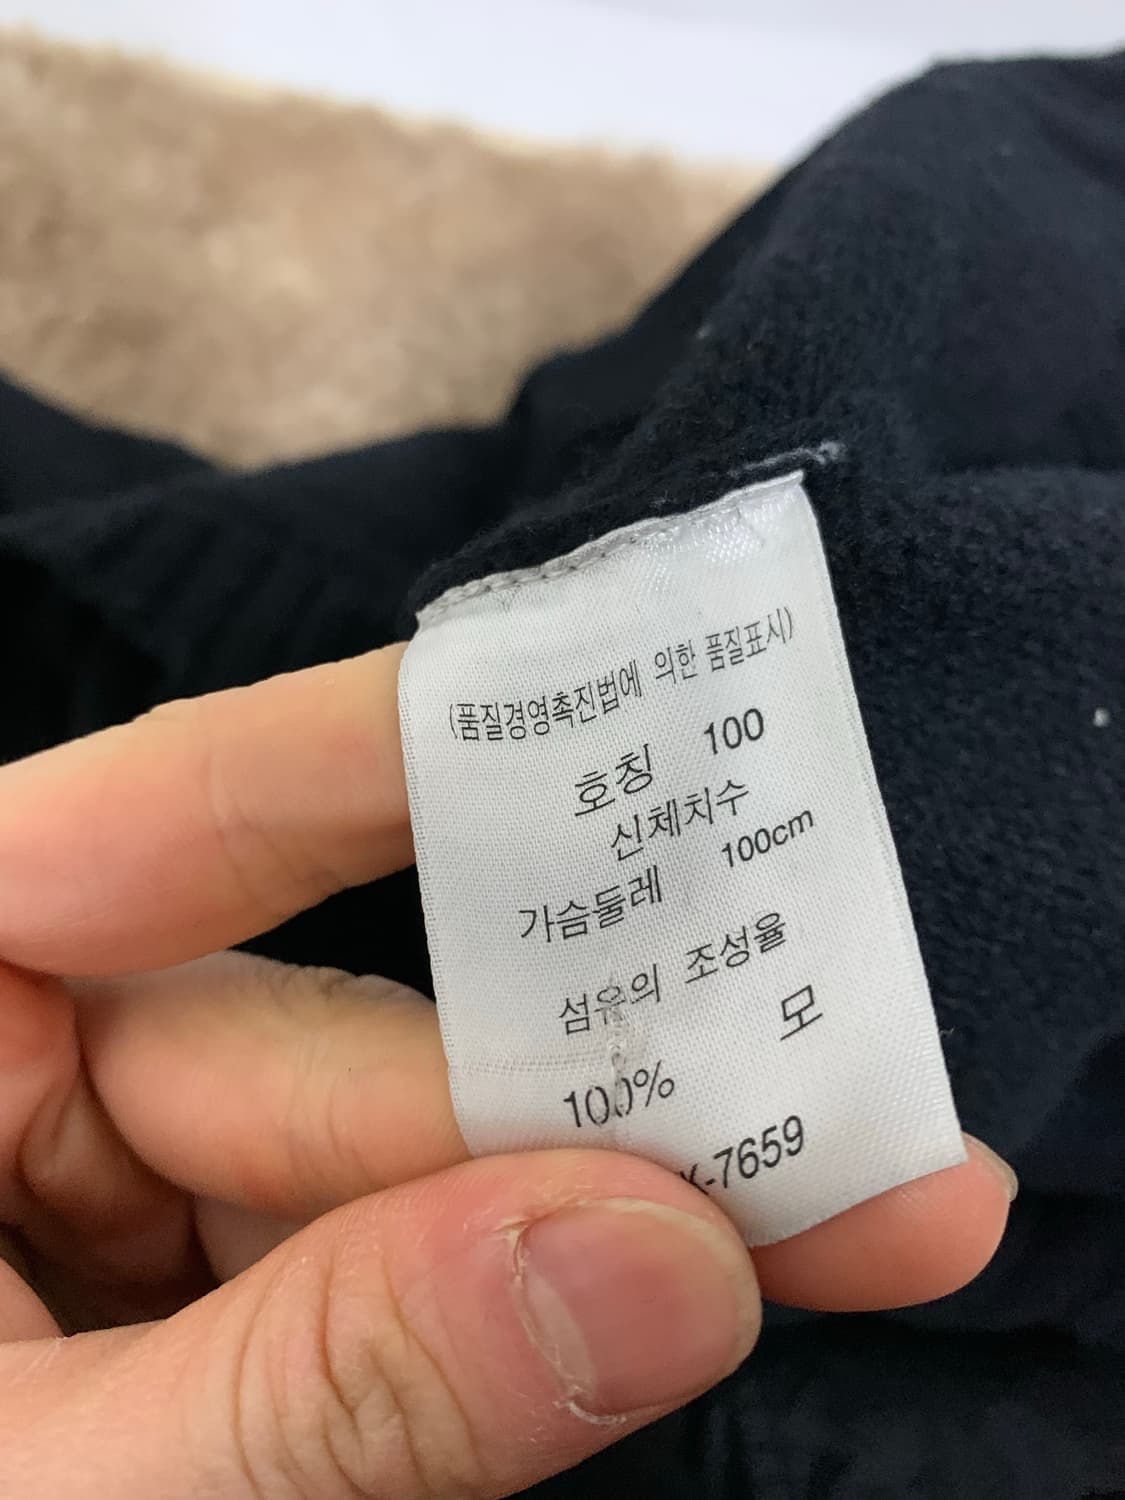 (품질경영촉진법에 의한 품질표시)
호칭 100
신체치수
가슴둘레 100cm
섬유의 조성율
모
100%
-7659